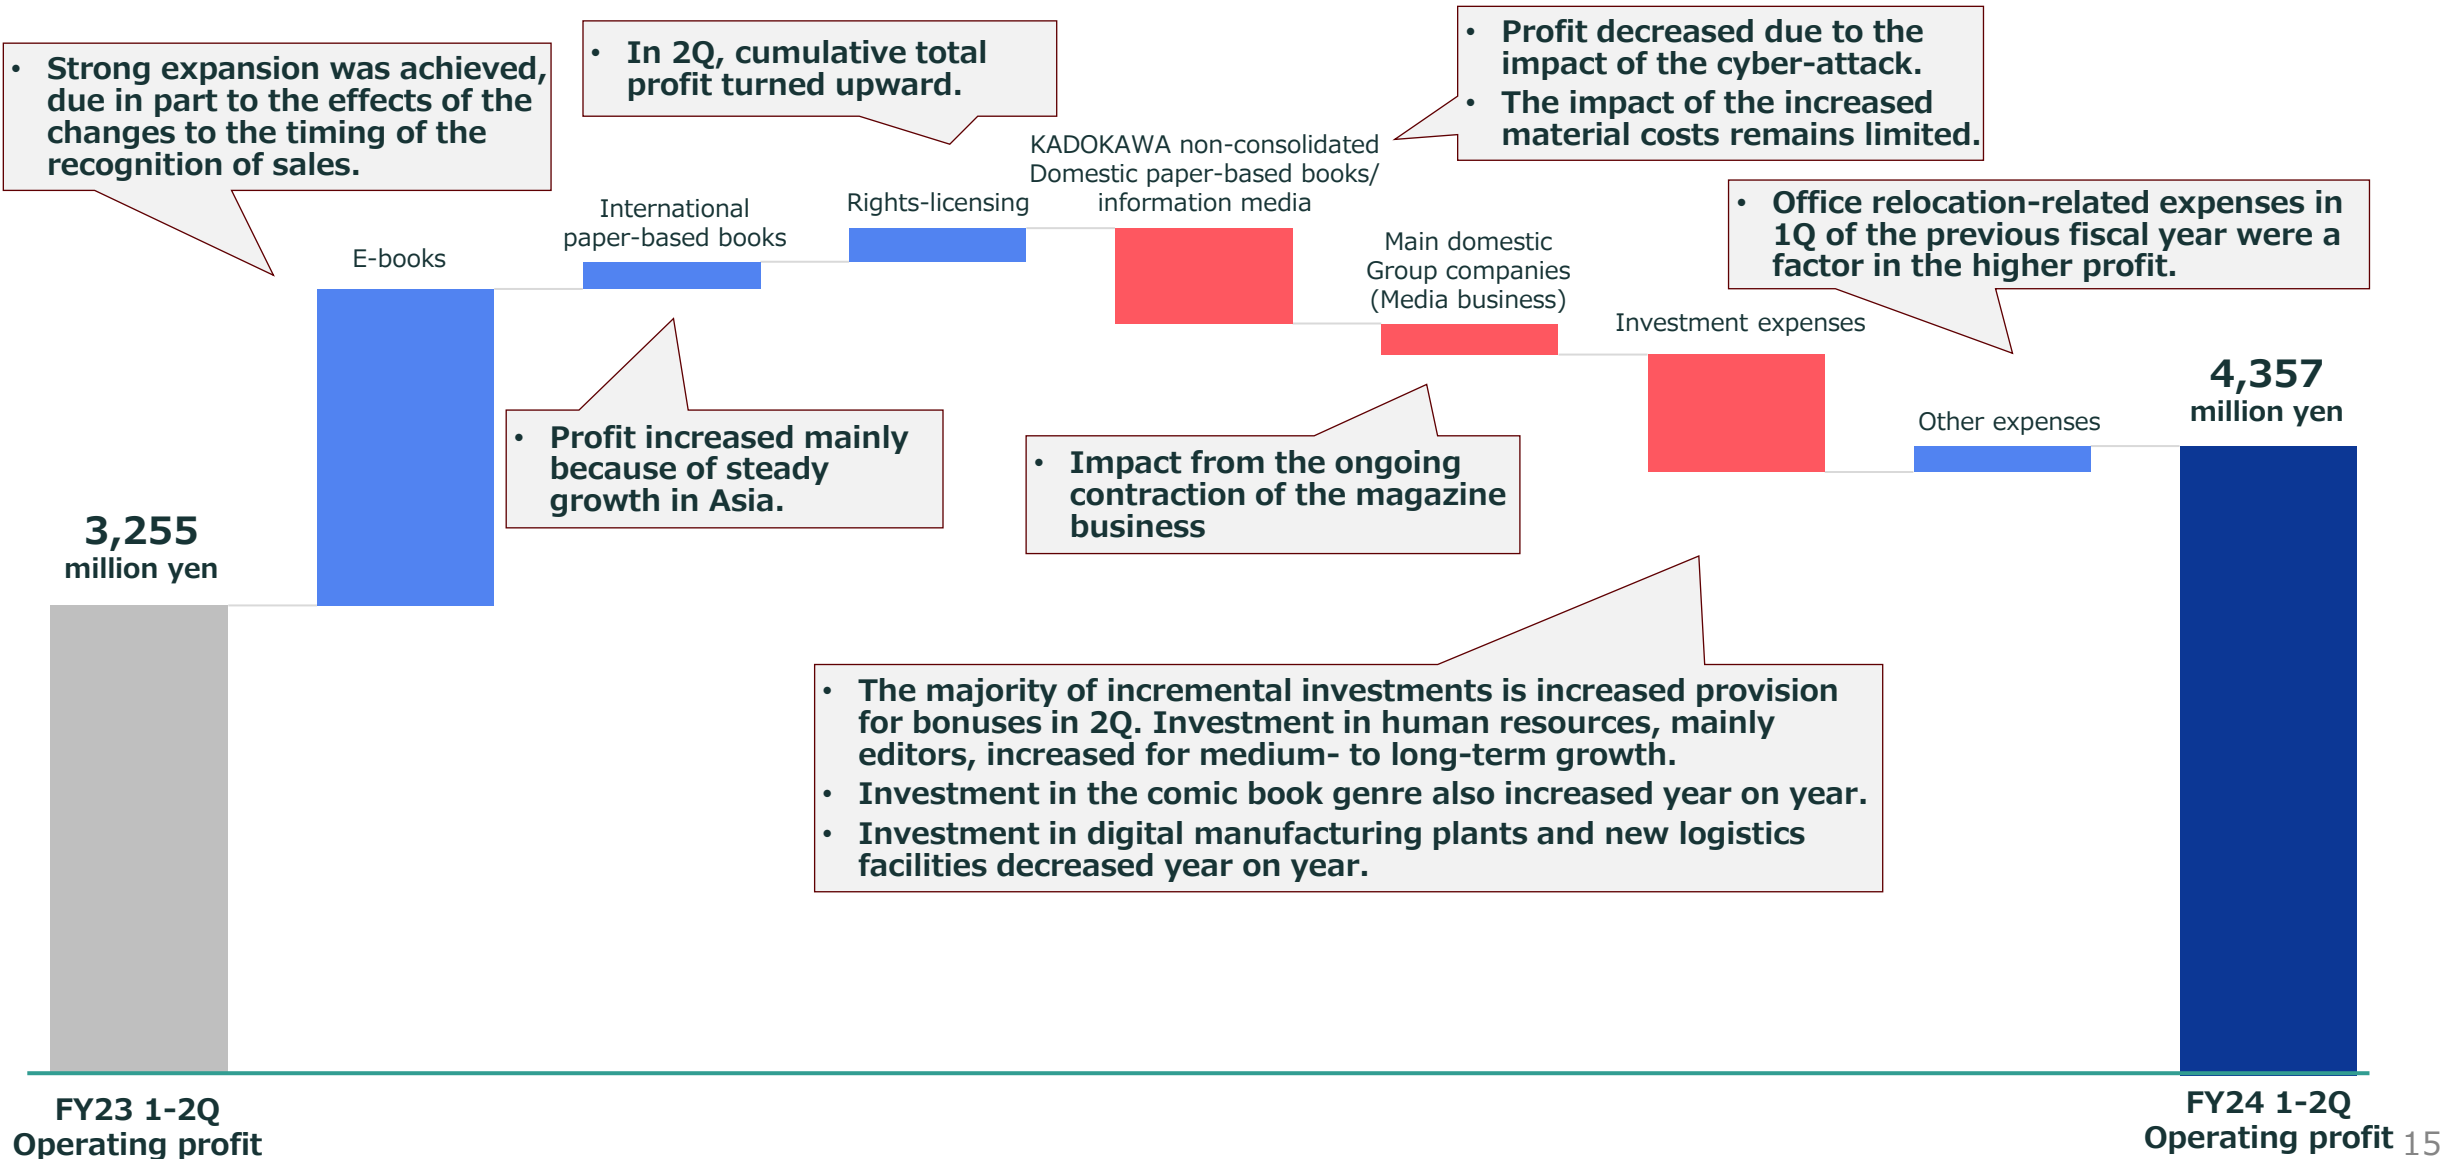 • Strong expansion was achieved,
due in part to the effects of the
changes to the timing of the
recognition of sales.
• In 2Q, cumulative total
profit turned upward.
• Profit decreased due to the
impact of the cyber-attack.
• The impact of the increased
material costs remains limited.
E-books
International
paper-based books
Rights-licensing
KADOKAWA non-consolidated
Domestic paper-based books/
information media
Main domestic
Group companies
(Media business)
• Office relocation-related expenses in
1Q of the previous fiscal year were a
factor in the higher profit.
Investment expenses
Other expenses
4,357
million yen
• Profit increased mainly
because of steady
growth in Asia.
• Impact from the ongoing
contraction of the magazine
business
3,255
million yen
• The majority of incremental investments is increased provision
for bonuses in 2Q. Investment in human resources, mainly
editors, increased for medium- to long-term growth.
• Investment in the comic book genre also increased year on year.
• Investment in digital manufacturing plants and new logistics
facilities decreased year on year.
FY23 1-2Q
Operating profit
FY24 1-2Q
Operating profit
15